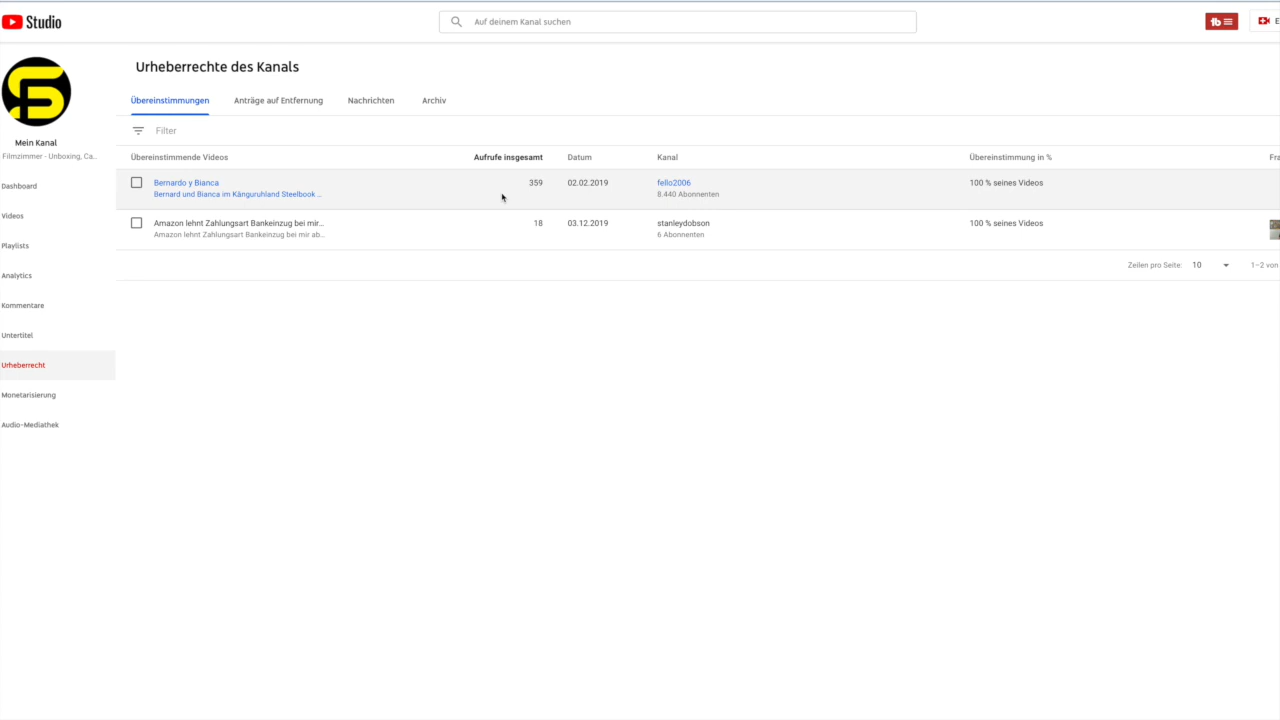 Studio
Auf deinem Kanal suchen
Mein Kanal
Filmzimmer - Unboxing, Ca...
Dashboard
Videos
Playlists
Analytics
Kommentare
Untertitel
Urheberrecht
Monetarisierung
Audio-Mediathek
Urheberrechte des Kanals
Übereinstimmungen Anträge auf Entfernung Nachrichten Archiv
Filter
Übereinstimmende Videos Aufrufe insgesamt Datum Kanal Übereinstimmung in %
Bernardo y Bianca 359 02.02.2019 fello2006 100 % seines Videos
Bernard und Bianca im Känguruhland Steelbook ... 8.440 Abonnenten
Amazon lehnt Zahlungsart Bankeinzug bei mir... 18 03.12.2019 stanleydobson 100 % seines Videos
Amazon lehnt Zahlungsart Bankeinzug bei mir ab... 6 Abonnenten
Zeilen pro Seite: 10 1–2 von